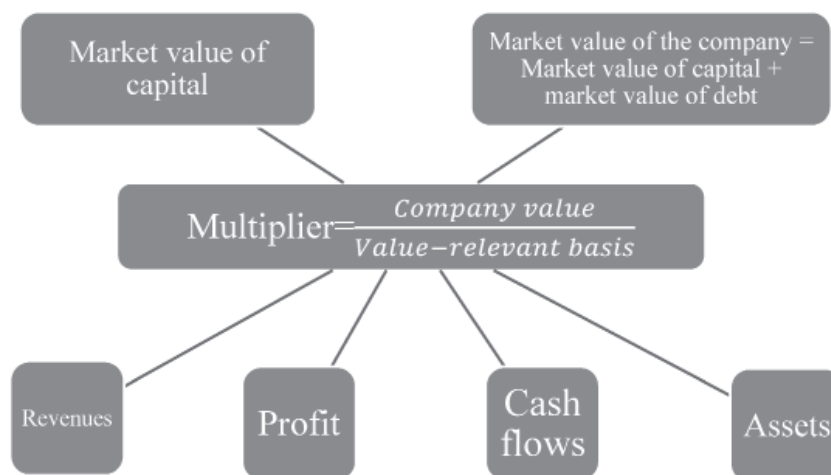 Market value of
capital
Market value of the company =
Market value of capital +
market value of debt
Multiplier=Company value
Value−relevant basis
Revenues
Profit
Cash
flows
Assets